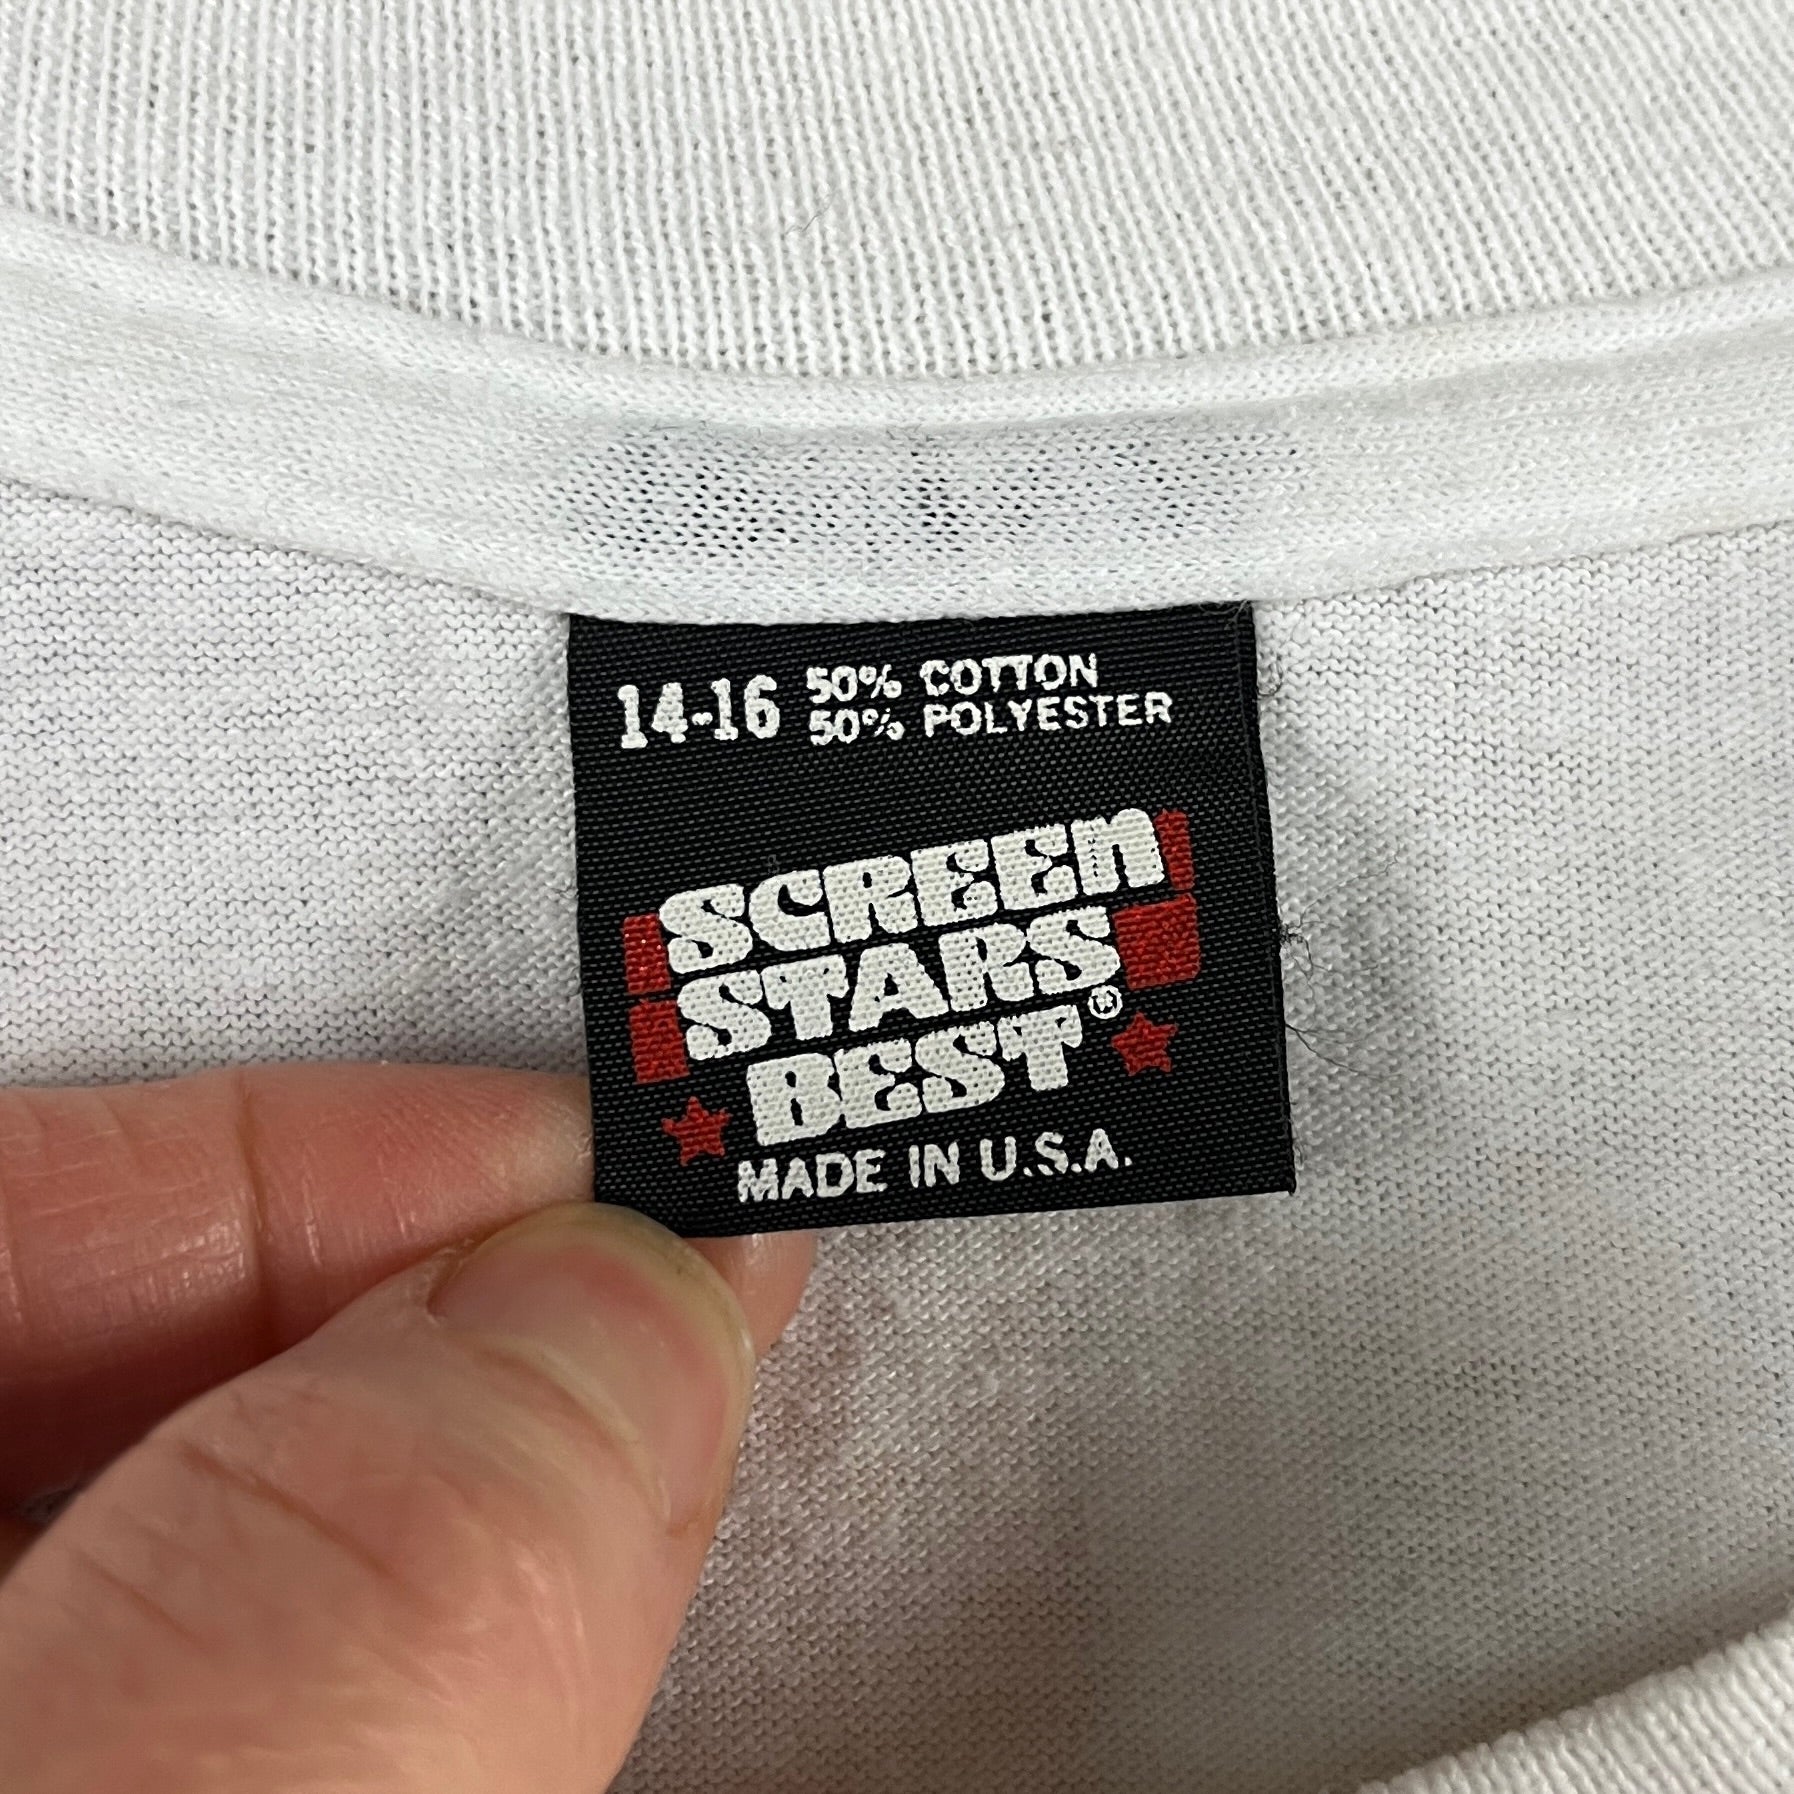 14-16 50% COTTON
50% POLYESTER
SCREEN
STARS
BEST®
MADE IN U.S.A.